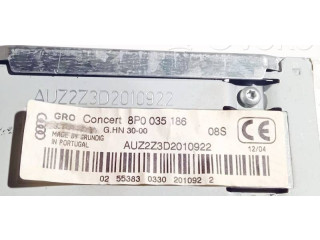 AUZ2Z3D2010922
GRO Concert 8P0 035 186
G.HN 30-00
08S
CE
MADE BY GRUNDIG
IN PORTUGAL
AUZ2Z3D2010922
12/04
02 55383 0330 201092 2